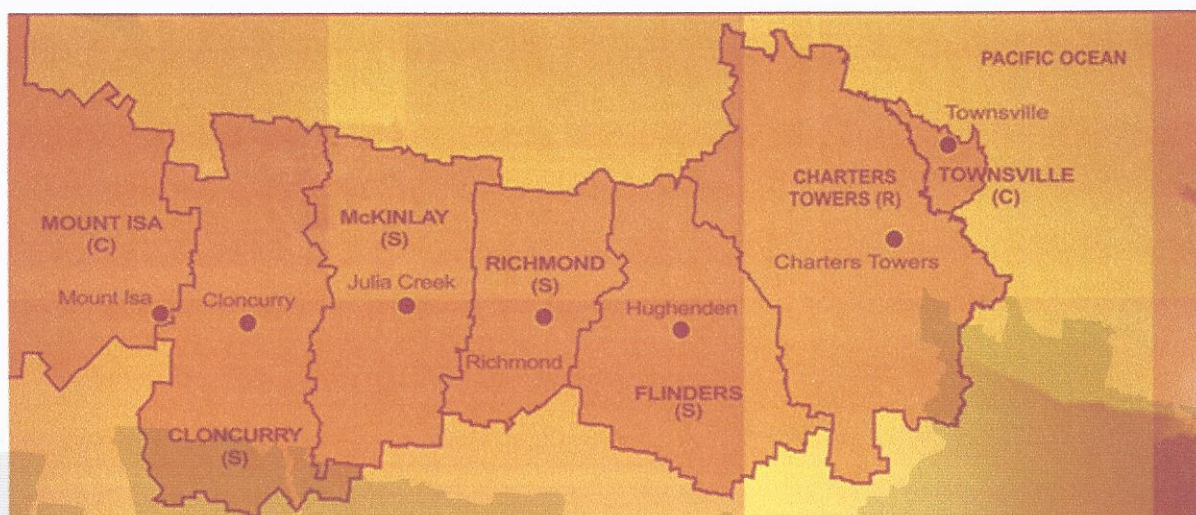 PACIFIC OCEAN
Townsville
TOWNSVILLE
(C)
CHARTERS
TOWERS (R)
Charters Towers
MOUNT ISA
(C)
Mount Isa
Cloncurry
CLONCURRY
(S)
McKINLAY
(S)
Julia Creek
RICHMOND
(S)
Richmond
Hughenden
FLINDERS
(S)